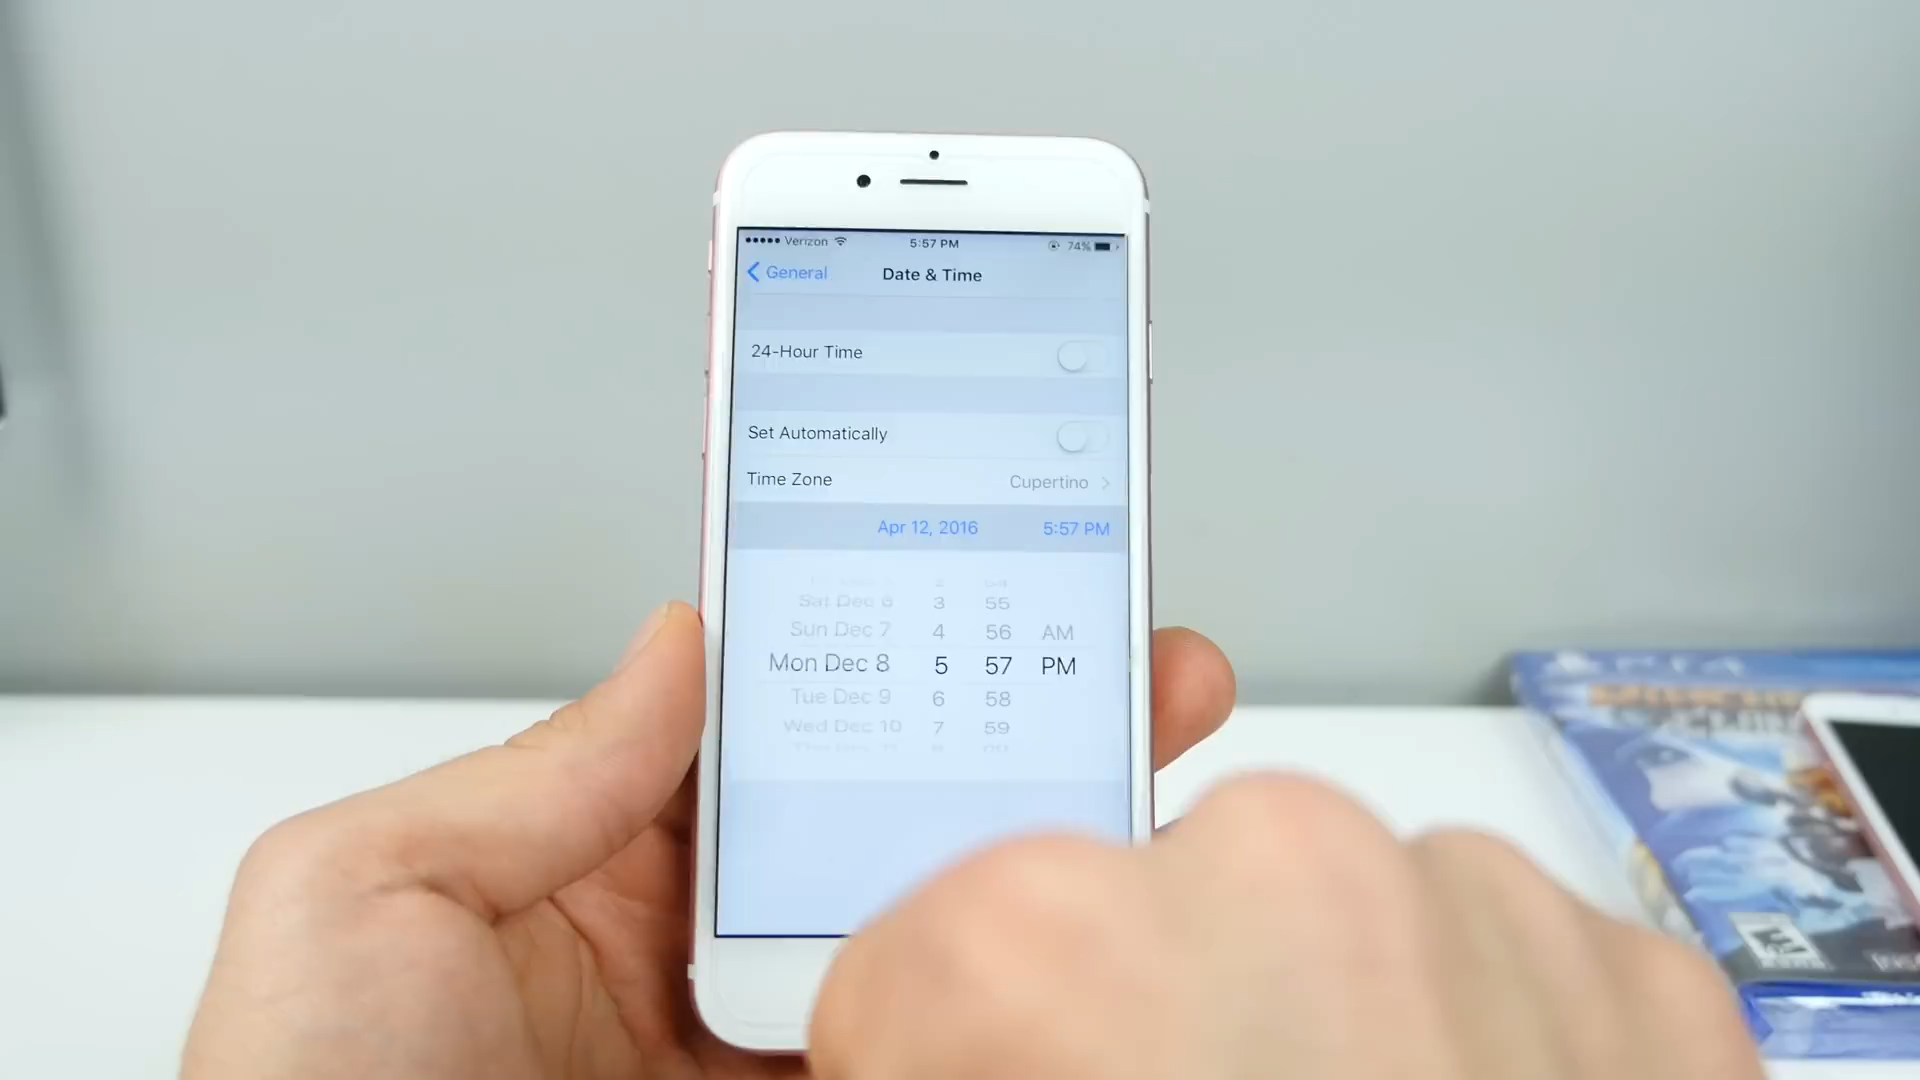 Verizon 5:57 PM 74%
General Date & Time
24-Hour Time
Set Automatically
Time Zone Cupertino
Apr 12, 2016 5:57 PM
Sat Dec 6 3 55
Sun Dec 7 4 56 AM
Mon Dec 8 5 57 PM
Tue Dec 9 6 58
Wed Dec 10 7 59